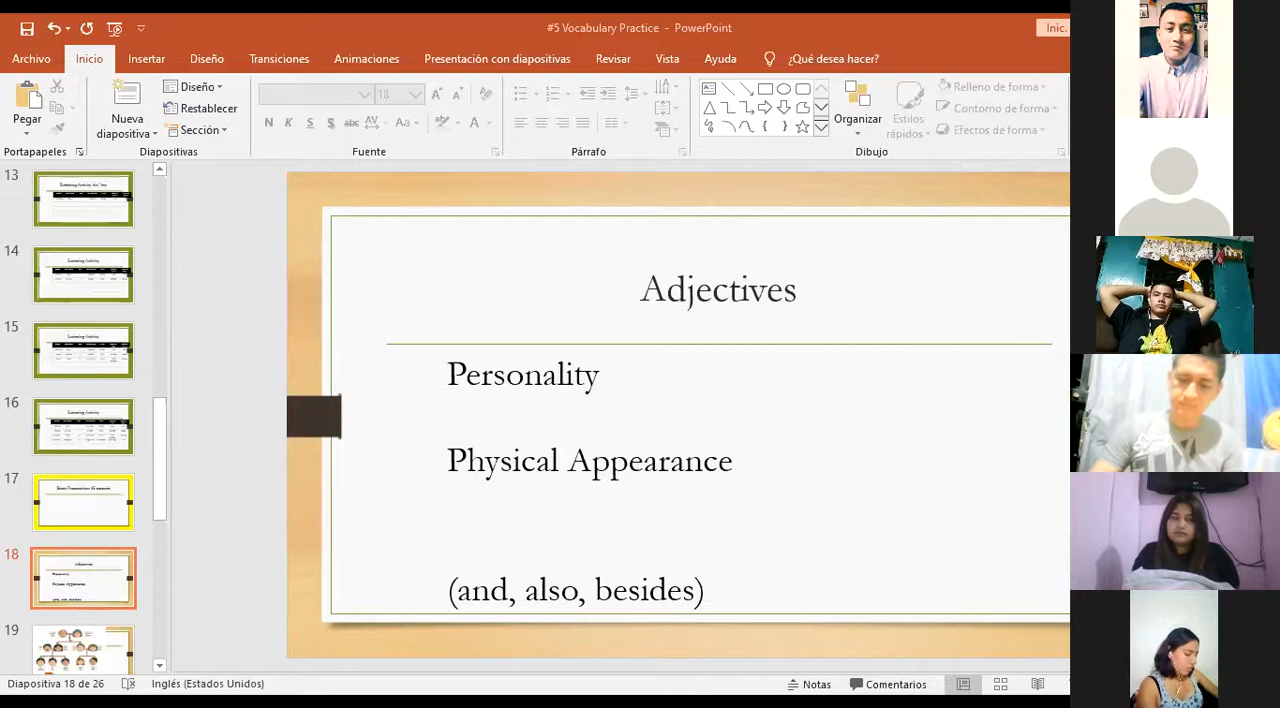 #5 Vocabulary Practice - PowerPoint
Inic.
Archivo Inicio Insertar Diseño Transiciones Animaciones Presentación con diapositivas Revisar Vista Ayuda ¿Qué desea hacer?
Pegar
Nueva diapositiva
Diseño
Restablecer
Sección
18
N K S S abc AV Aa A
Organizar
Estilos rápidos
Relleno de forma
Contorno de forma
Efectos de forma
Portapapeles Diapositivas Fuente Párrafo Dibujo
13
14
15
16
17
18
19
Adjectives
Personality
Physical Appearance
(and, also, besides)
Diapositiva 18 de 26 Inglés (Estados Unidos) Notas Comentarios